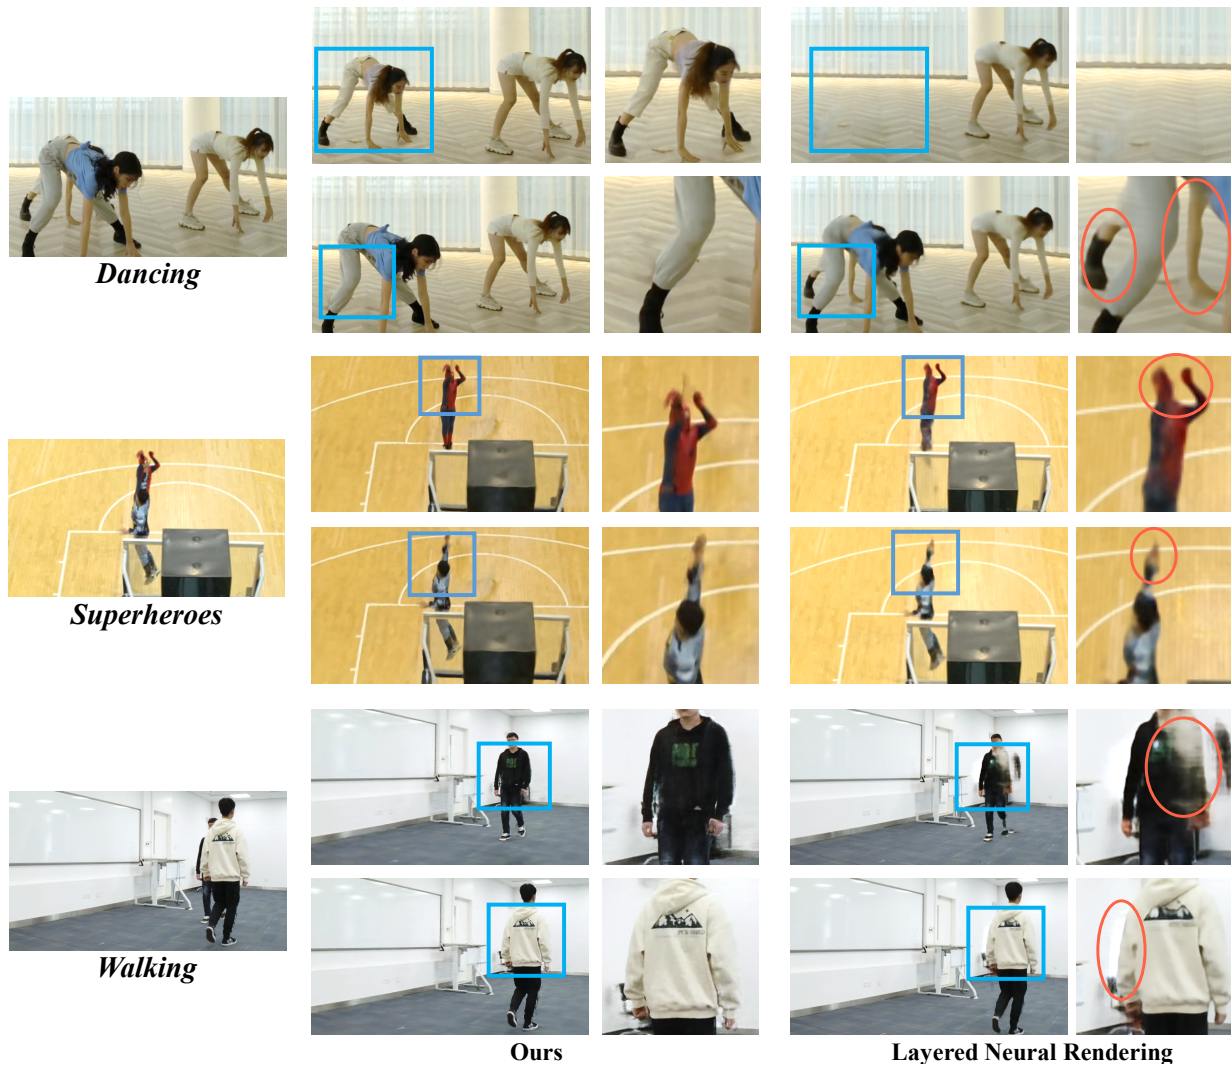 Dancing
Superheroes
Walking
Ours
Layered Neural Rendering